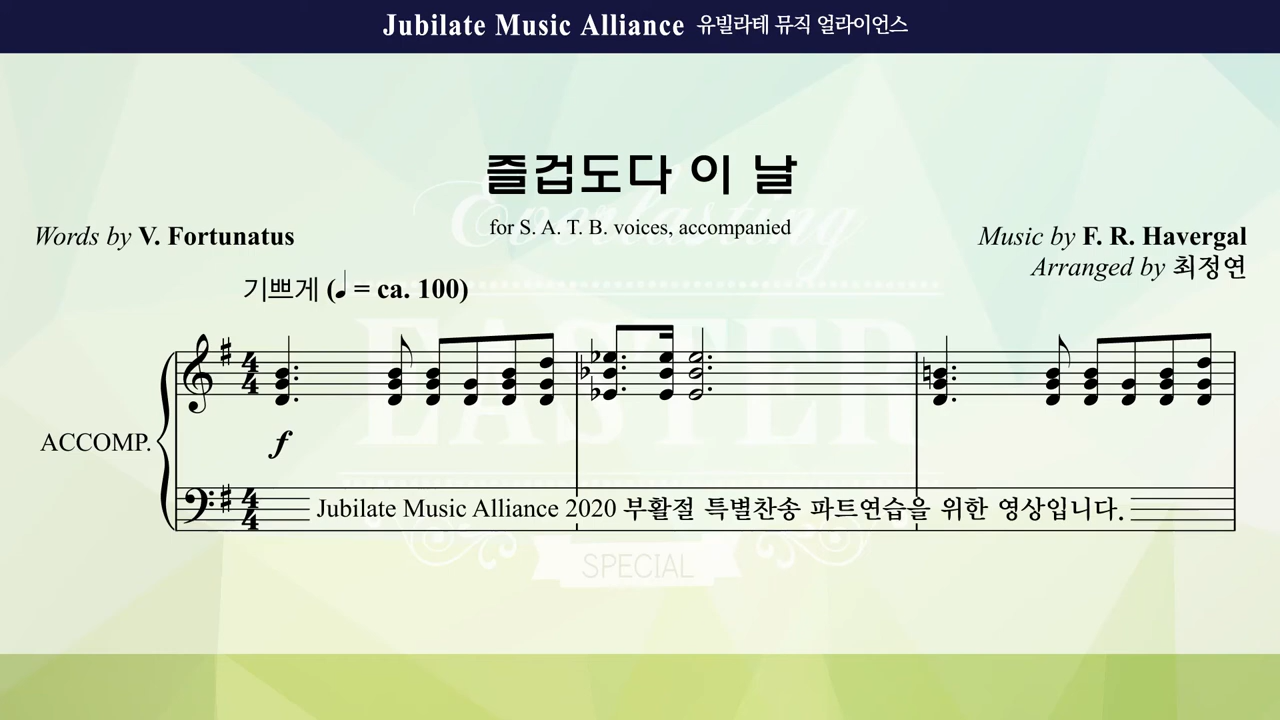 Jubilate Music Alliance 유빌라테 뮤직 얼라이언스
즐겁도다 이 날
for S. A. T. B. voices, accompanied
Words by V. Fortunatus
Music by F. R. Havergal
Arranged by 최정연
기쁘게 (♩ = ca. 100)
Everlasting
EASTER
SPECIAL
ACCOMP.
f
Jubilate Music Alliance 2020 부활절 특별찬송 파트연습을 위한 영상입니다.